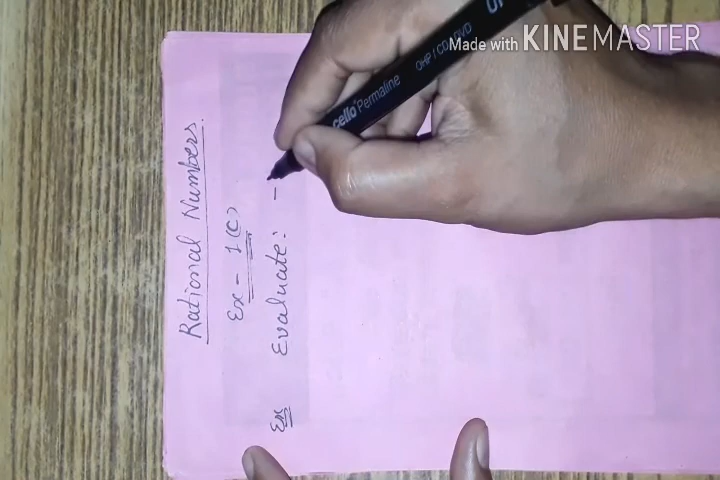 Rational Numbers.
Ex - 1(C)
Ex Evaluate: -
cello Permaline OHP / CD / DVD
Made with KINEMASTER